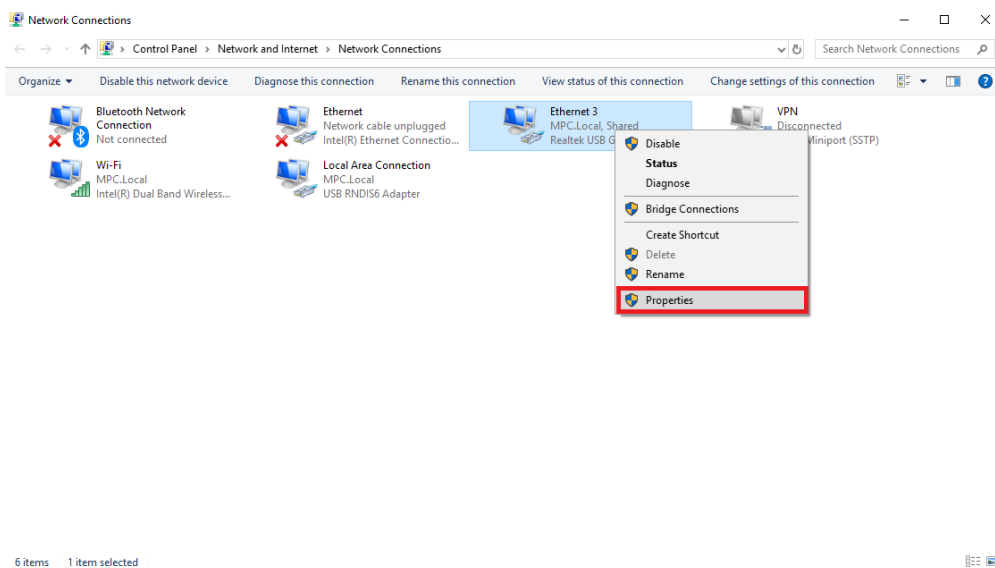 Network Connections
Control Panel > Network and Internet > Network Connections
Search Network Connections
Organize
Disable this network device
Diagnose this connection
Rename this connection
View status of this connection
Change settings of this connection
Bluetooth Network
Connection
Not connected
Ethernet
Network cable unplugged
Intel(R) Ethernet Connectio...
Ethernet 3
MPC.Local, Shared
Realtek USB G
VPN
Disconnected
Miniport (SSTP)
Wi-Fi
MPC.Local
Intel(R) Dual Band Wireless...
Local Area Connection
MPC.Local
USB RNDIS6 Adapter
Disable
Status
Diagnose
Bridge Connections
Create Shortcut
Delete
Rename
Properties
6 items
1 item selected